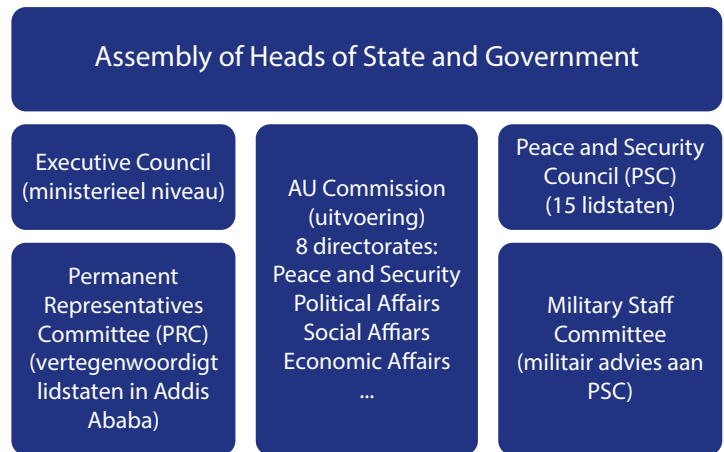 Assembly of Heads of State and Government
Executive Council
(ministerieel niveau)
Permanent
Representatives
Committee (PRC)
(vertegenwoordigt
lidstaten in Addis
Ababa)
AU Commission
(uitvoering)
8 directorates:
Peace and Security
Political Affairs
Social Affiars
Economic Affairs
...
Peace and Security
Council (PSC)
(15 lidstaten)
Military Staff
Committee
(militair advies aan
PSC)